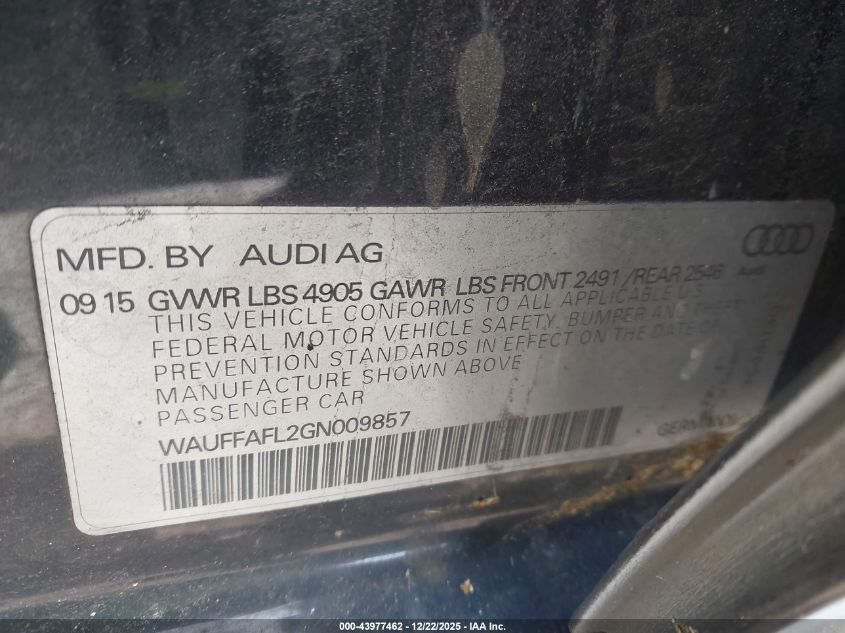 MFD. BY AUDI AG
Audi
09 15 GVWR LBS 4905 GAWR LBS FRONT 2491 /REAR 2546
THIS VEHICLE CONFORMS TO ALL APPLICABLE U.S.
FEDERAL MOTOR VEHICLE SAFETY, BUMPER AND THEFT
PREVENTION STANDARDS IN EFFECT ON THE DATE OF
MANUFACTURE SHOWN ABOVE
PASSENGER CAR
WAUFFAFL2GN009857
000-43977462 - 12/22/2025 - IAA Inc.